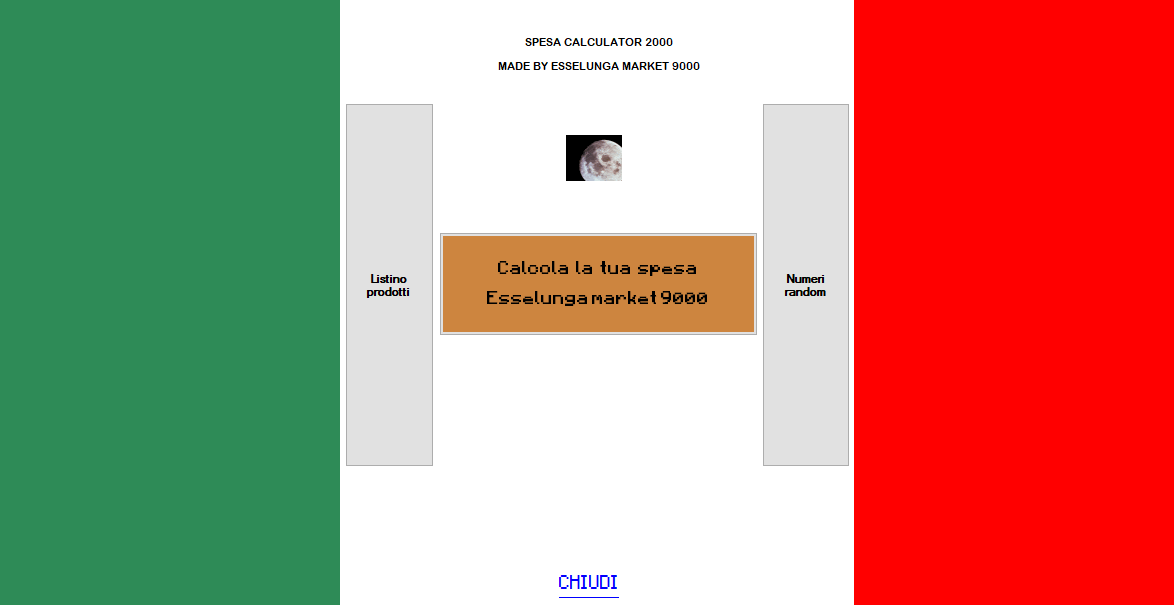 SPESA CALCULATOR 2000
MADE BY ESSELUNGA MARKET 9000
Listino
prodotti
Calcola la tua spesa
Esselunga market 9000
Numeri
random
CHIUDI